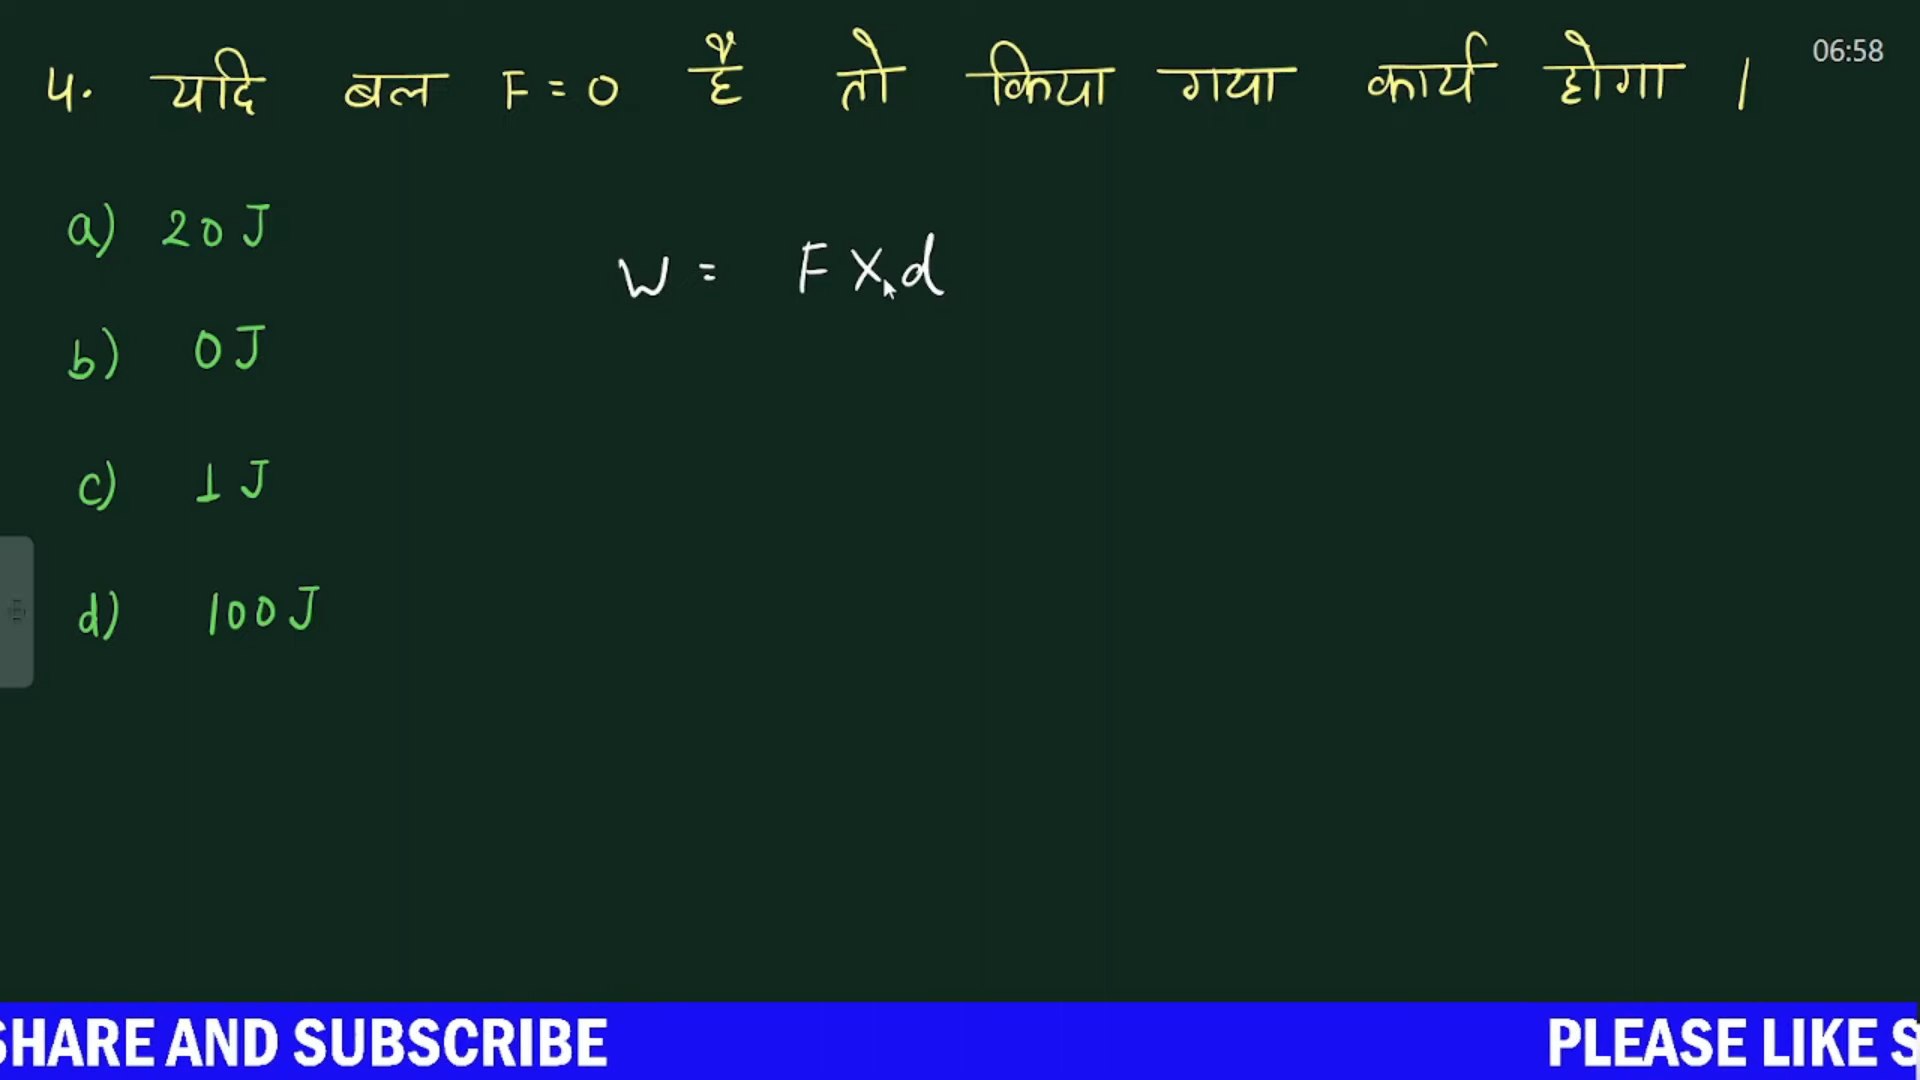 4. यदि बल F = 0 है तो किया गया कार्य होगा |
06:58
a) 20 J
W = F X d
b) 0 J
c) 1 J
d) 100 J
SHARE AND SUBSCRIBE
PLEASE LIKE S